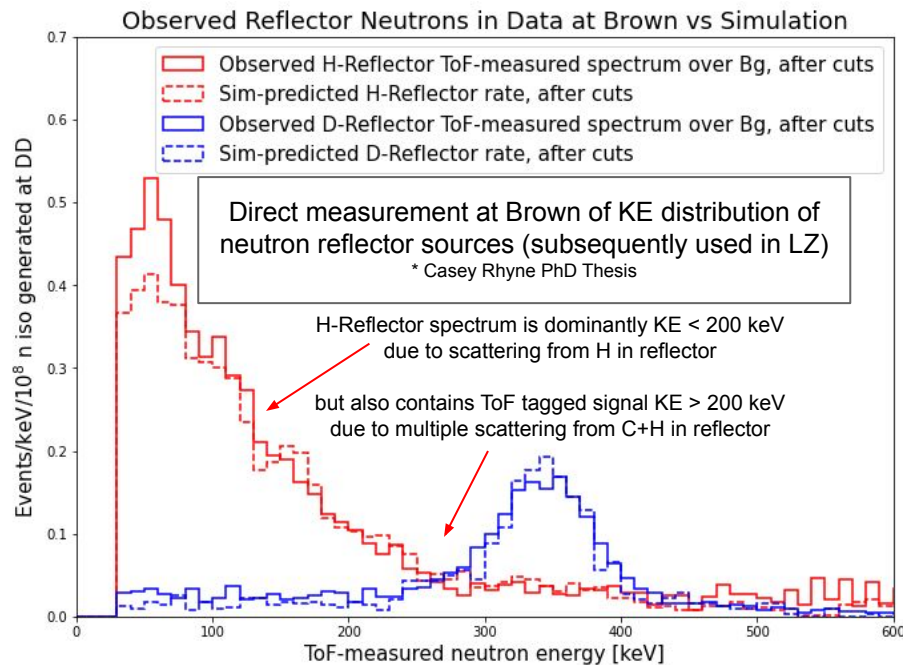 Observed Reflector Neutrons in Data at Brown vs Simulation
0.7
0.6
0.5
0.4
0.3
0.2
0.1
0.0
Events/keV/10⁸ n iso generated at DD
Observed H-Reflector ToF-measured spectrum over Bg, after cuts
Sim-predicted H-Reflector rate, after cuts
Observed D-Reflector ToF-measured spectrum over Bg, after cuts
Sim-predicted D-Reflector rate, after cuts
Direct measurement at Brown of KE distribution of
neutron reflector sources (subsequently used in LZ)
* Casey Rhyne PhD Thesis
H-Reflector spectrum is dominantly KE < 200 keV
due to scattering from H in reflector
but also contains ToF tagged signal KE > 200 keV
due to multiple scattering from C+H in reflector
0 100 200 300 400 500 600
ToF-measured neutron energy [keV]